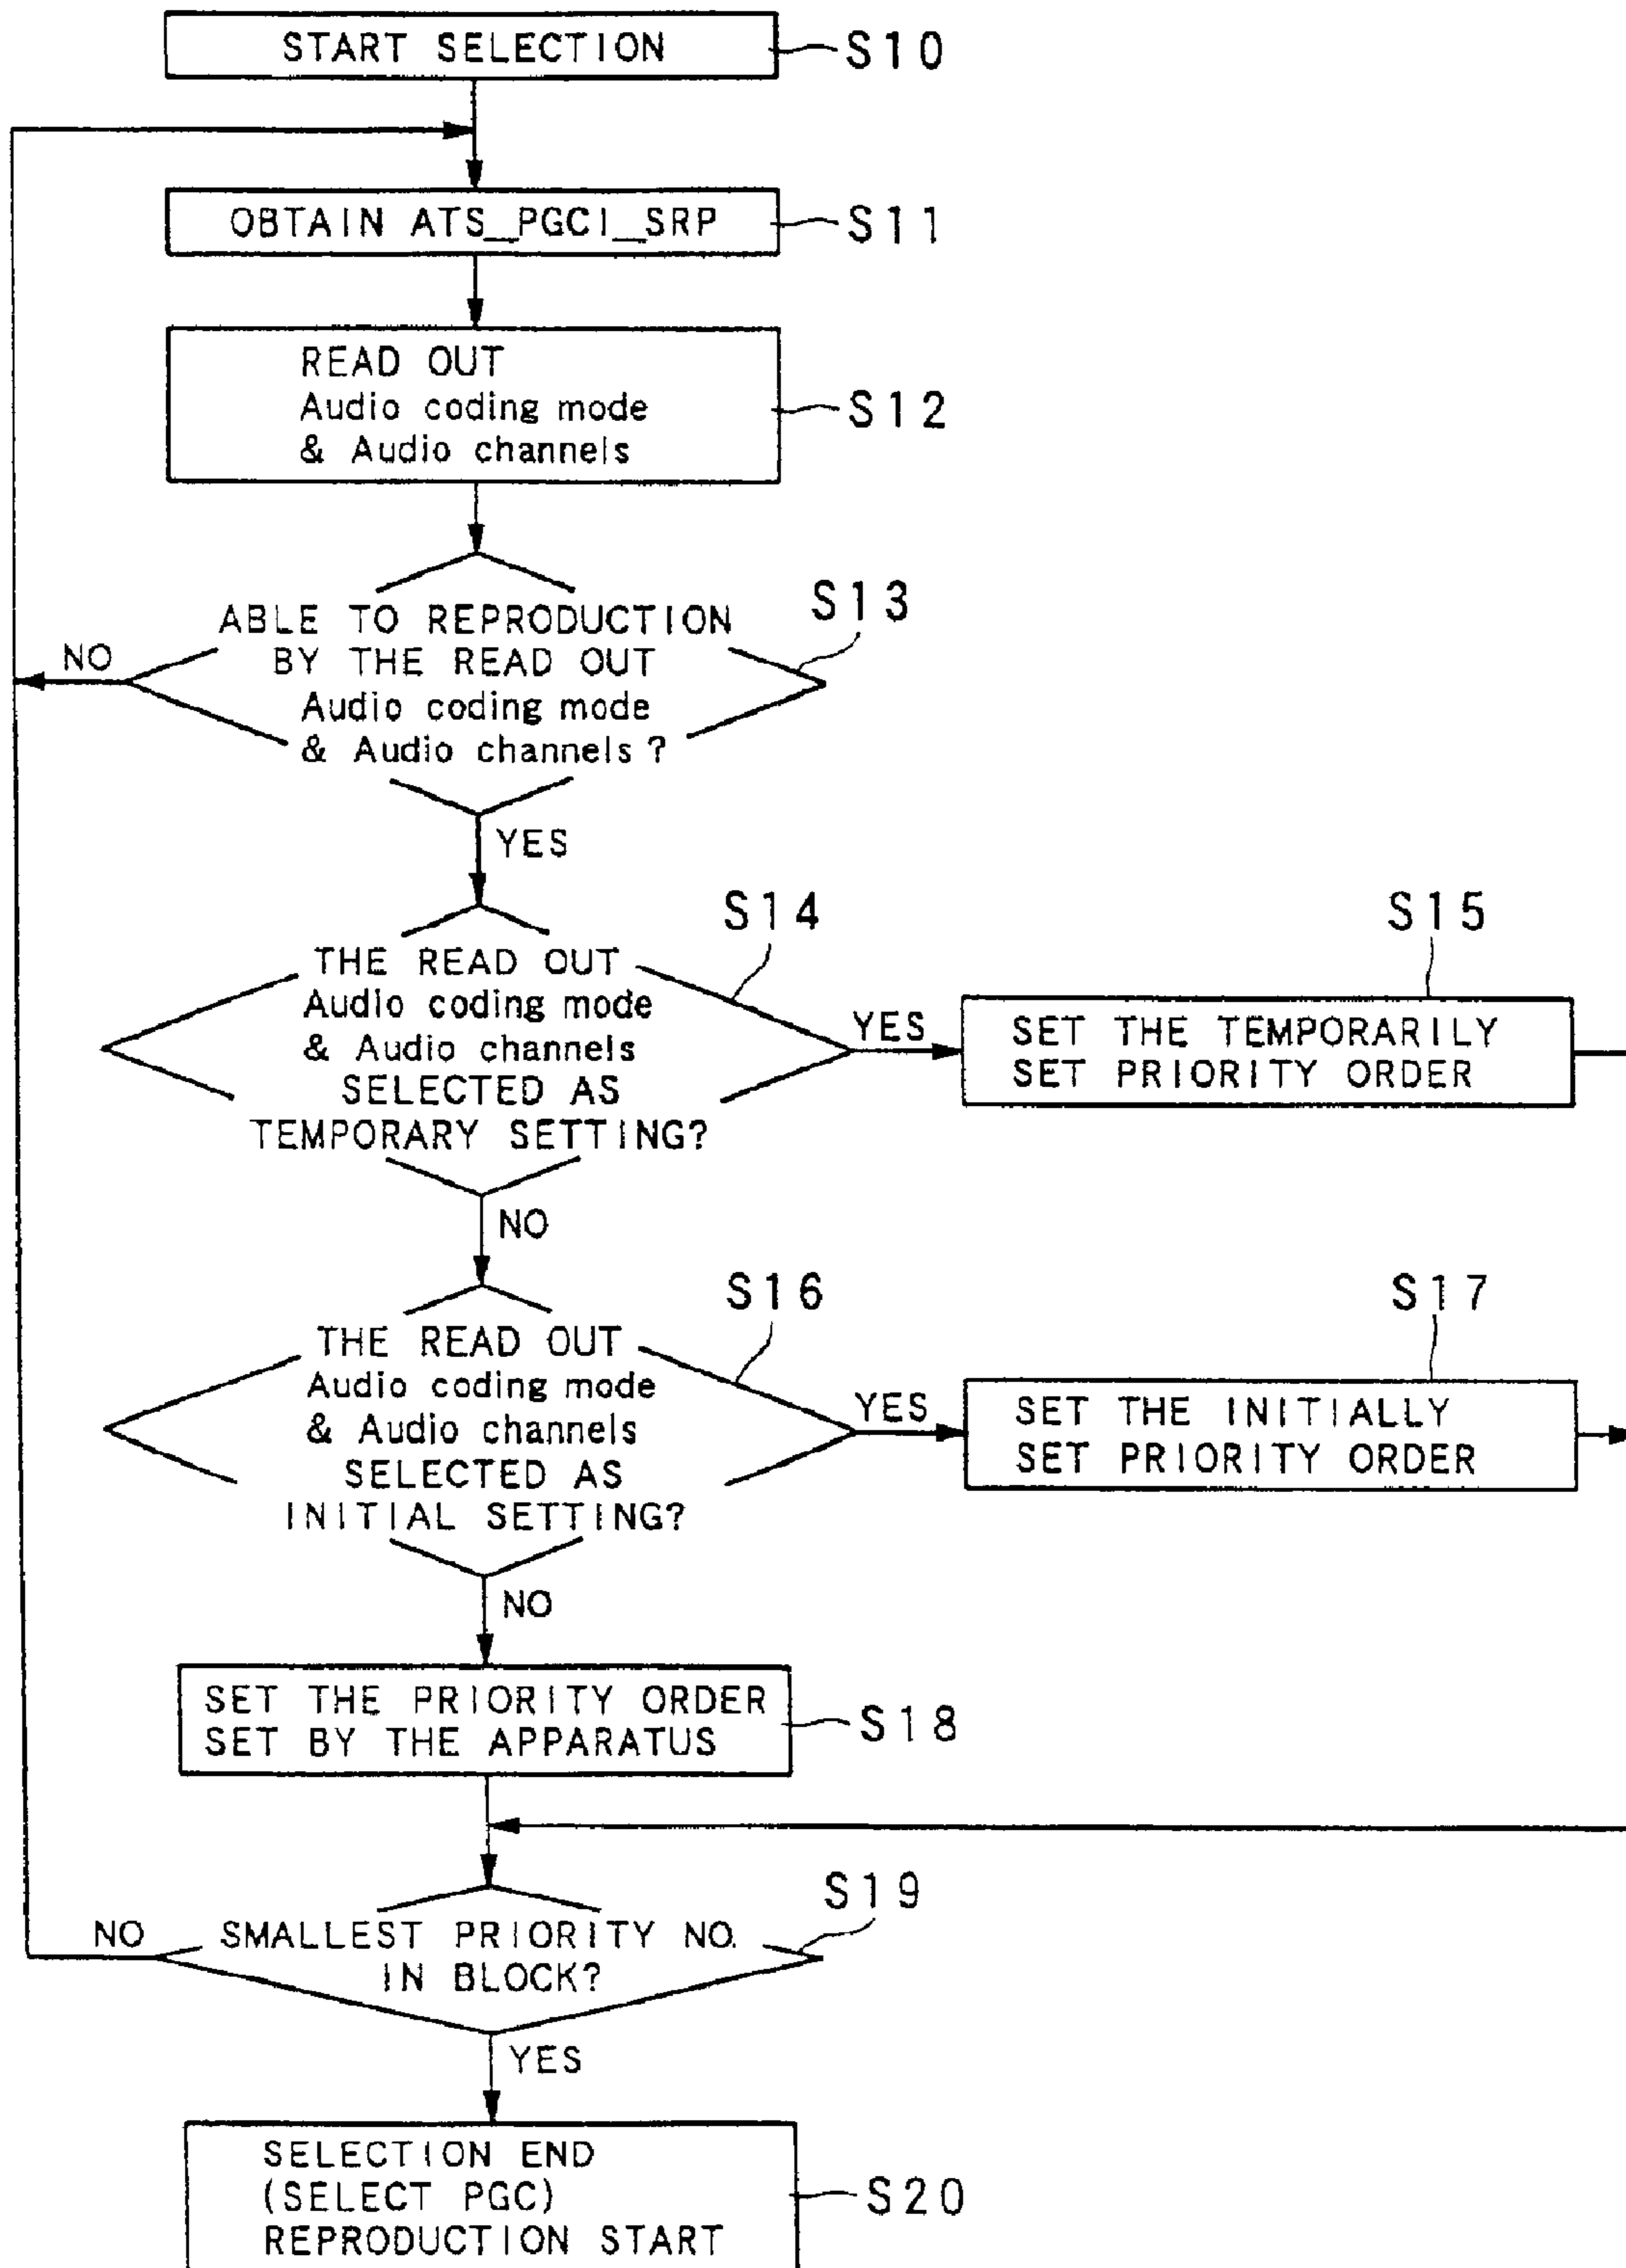 START SELECTION
S10
OBTAIN ATS_PGCI_SRP
S11
READ OUT
Audio coding mode
& Audio channels
S12
ABLE TO REPRODUCTION
BY THE READ OUT
Audio coding mode
& Audio channels?
S13
NO
YES
THE READ OUT
Audio coding mode
& Audio channels
SELECTED AS
TEMPORARY SETTING?
S14
YES
SET THE TEMPORARILY
SET PRIORITY ORDER
S15
NO
THE READ OUT
Audio coding mode
& Audio channels
SELECTED AS
INITIAL SETTING?
S16
YES
SET THE INITIALLY
SET PRIORITY ORDER
S17
NO
SET THE PRIORITY ORDER
SET BY THE APPARATUS
S18
SMALLEST PRIORITY NO.
IN BLOCK?
S19
NO
YES
SELECTION END
(SELECT PGC)
REPRODUCTION START
S20